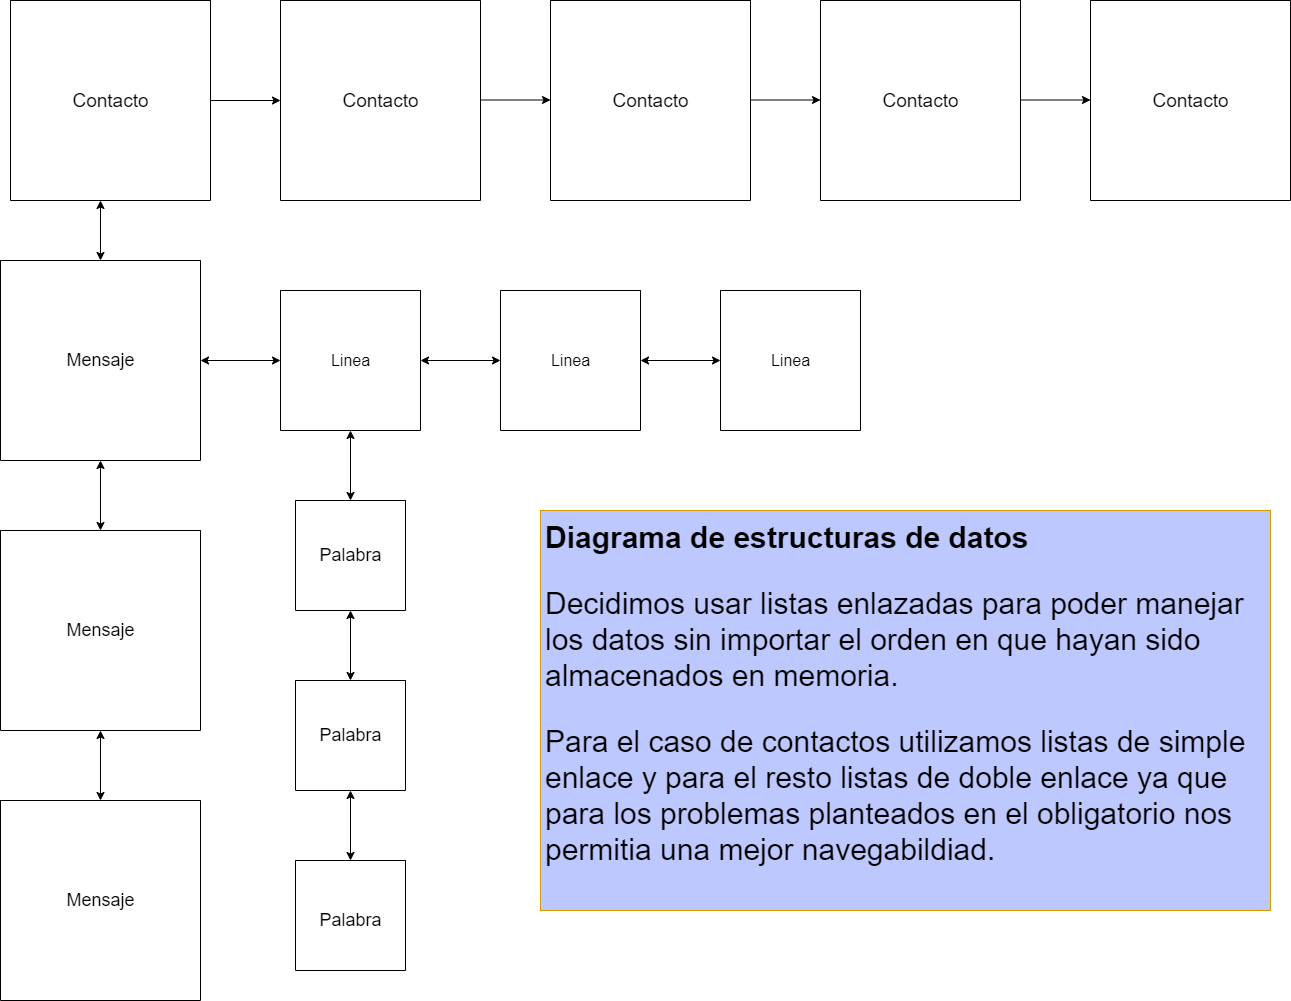 Contacto
Contacto
Contacto
Contacto
Contacto
Mensaje
Linea
Linea
Linea
Palabra
Mensaje
Palabra
Mensaje
Palabra
Diagrama de estructuras de datos
Decidimos usar listas enlazadas para poder manejar
los datos sin importar el orden en que hayan sido
almacenados en memoria.
Para el caso de contactos utilizamos listas de simple
enlace y para el resto listas de doble enlace ya que
para los problemas planteados en el obligatorio nos
permitia una mejor navegabildiad.